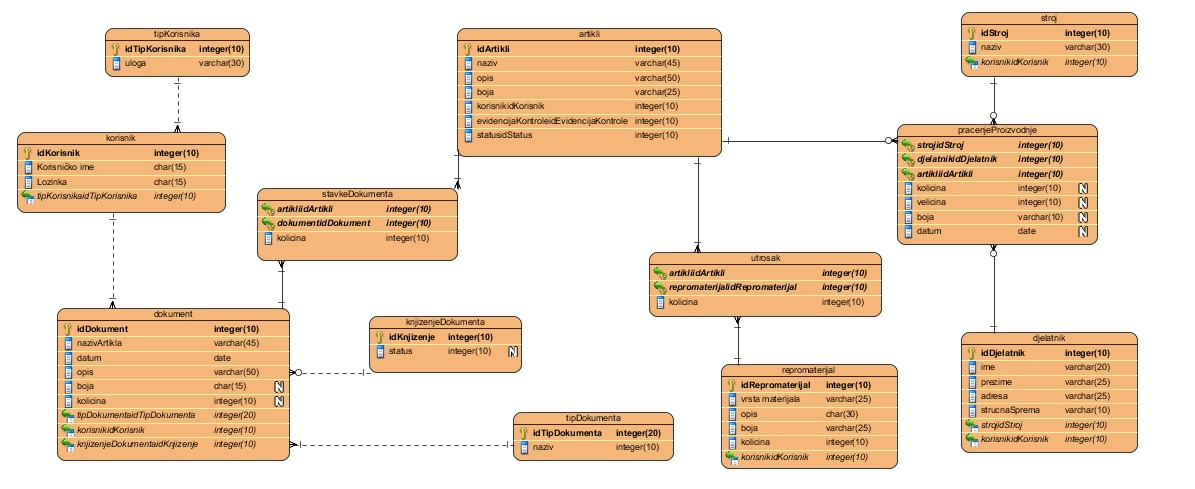 tipKorisnika
idTipKorisnika integer(10)
uloga varchar(30)
korisnik
idKorisnik integer(10)
Korisničko ime char(15)
Lozinka char(15)
tipKorisnikaidTipKorisnika integer(10)
artikli
idArtikli integer(10)
naziv varchar(45)
opis varchar(50)
boja varchar(25)
korisnikidKorisnik integer(10)
evidencijaKontroleidEvidencijaKontrole integer(10)
statusidStatus integer(10)
stroj
idStroj integer(10)
naziv varchar(30)
korisnikidKorisnik integer(10)
pracenjeProizvodnje
strojidStroj integer(10)
djelatnikidDjelatnik integer(10)
artikliidArtikli integer(10)
kolicina integer(10) N
velicina integer(10) N
boja varchar(10) N
datum date N
stavkeDokumenta
artikliidArtikli integer(10)
dokumentidDokument integer(10)
kolicina integer(10)
utrosak
artikliidArtikli integer(10)
repromaterijalidRepromaterijal integer(10)
kolicina integer(10)
dokument
idDokument integer(10)
nazivArtikla varchar(45)
datum date
opis varchar(50)
boja char(15) N
kolicina integer(10) N
tipDokumentaidTipDokumenta integer(20)
korisnikidKorisnik integer(10)
knjizenjeDokumentaidKnjizenje integer(10)
knjizenjeDokumenta
idKnjizenje integer(10)
status integer(10) N
tipDokumenta
idTipDokumenta integer(20)
naziv integer(10)
repromaterijal
idRepromaterijal integer(10)
vrsta materijala varchar(25)
opis char(30)
boja varchar(25)
kolicina integer(10)
korisnikidKorisnik integer(10)
djelatnik
idDjelatnik integer(10)
ime varchar(20)
prezime varchar(25)
adresa varchar(25)
strucnaSprema varchar(10)
strojidStroj integer(10)
korisnikidKorisnik integer(10)